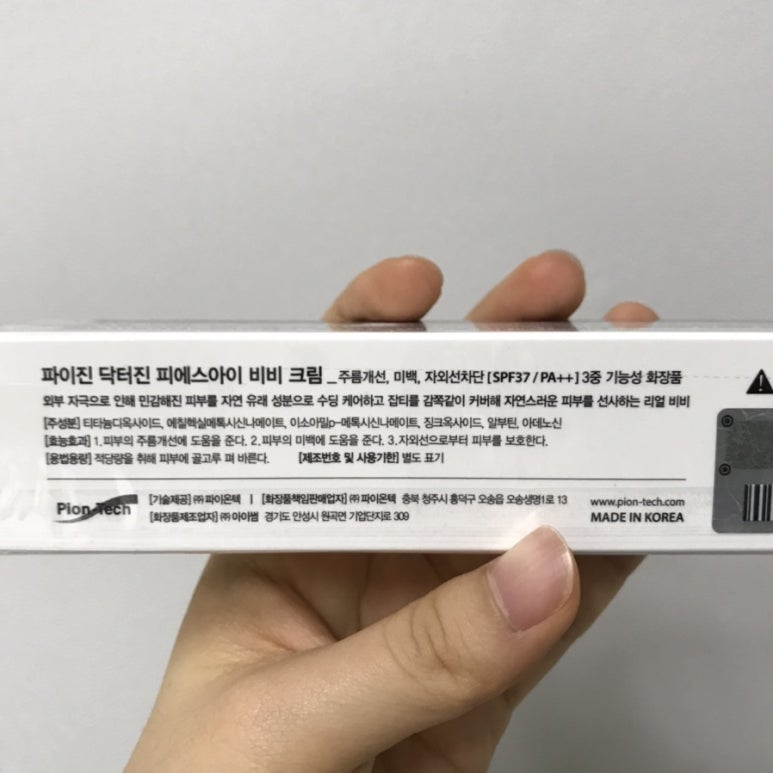 파이진 닥터진 피에스아이 비비 크림 _ 주름개선, 미백, 자외선차단 [SPF37 / PA++] 3중 기능성 화장품
외부 자극으로 인해 민감해진 피부를 자연 유래 성분으로 수딩 케어하고 잡티를 감쪽같이 커버해 자연스러운 피부를 선사하는 리얼 비비
[주성분] 티타늄디옥사이드, 에칠헥실메톡시신나메이트, 이소아밀p-메톡시신나메이트, 징크옥사이드, 알부틴, 아데노신
[효능효과] 1. 피부의 주름개선에 도움을 준다. 2. 피부의 미백에 도움을 준다. 3. 자외선으로부터 피부를 보호한다.
[용법용량] 적당량을 취해 피부에 골고루 펴 바른다. [제조번호 및 사용기한] 별도 표기
Pion-Tech [기술제공] ㈜ 파이온텍 | [화장품책임판매업자] ㈜ 파이온텍 충북 청주시 흥덕구 오송읍 오송생명1로 13 www.pion-tech.com
[화장품제조업자] ㈜ 아이썸 경기도 안성시 원곡면 기업단지로 309 MADE IN KOREA